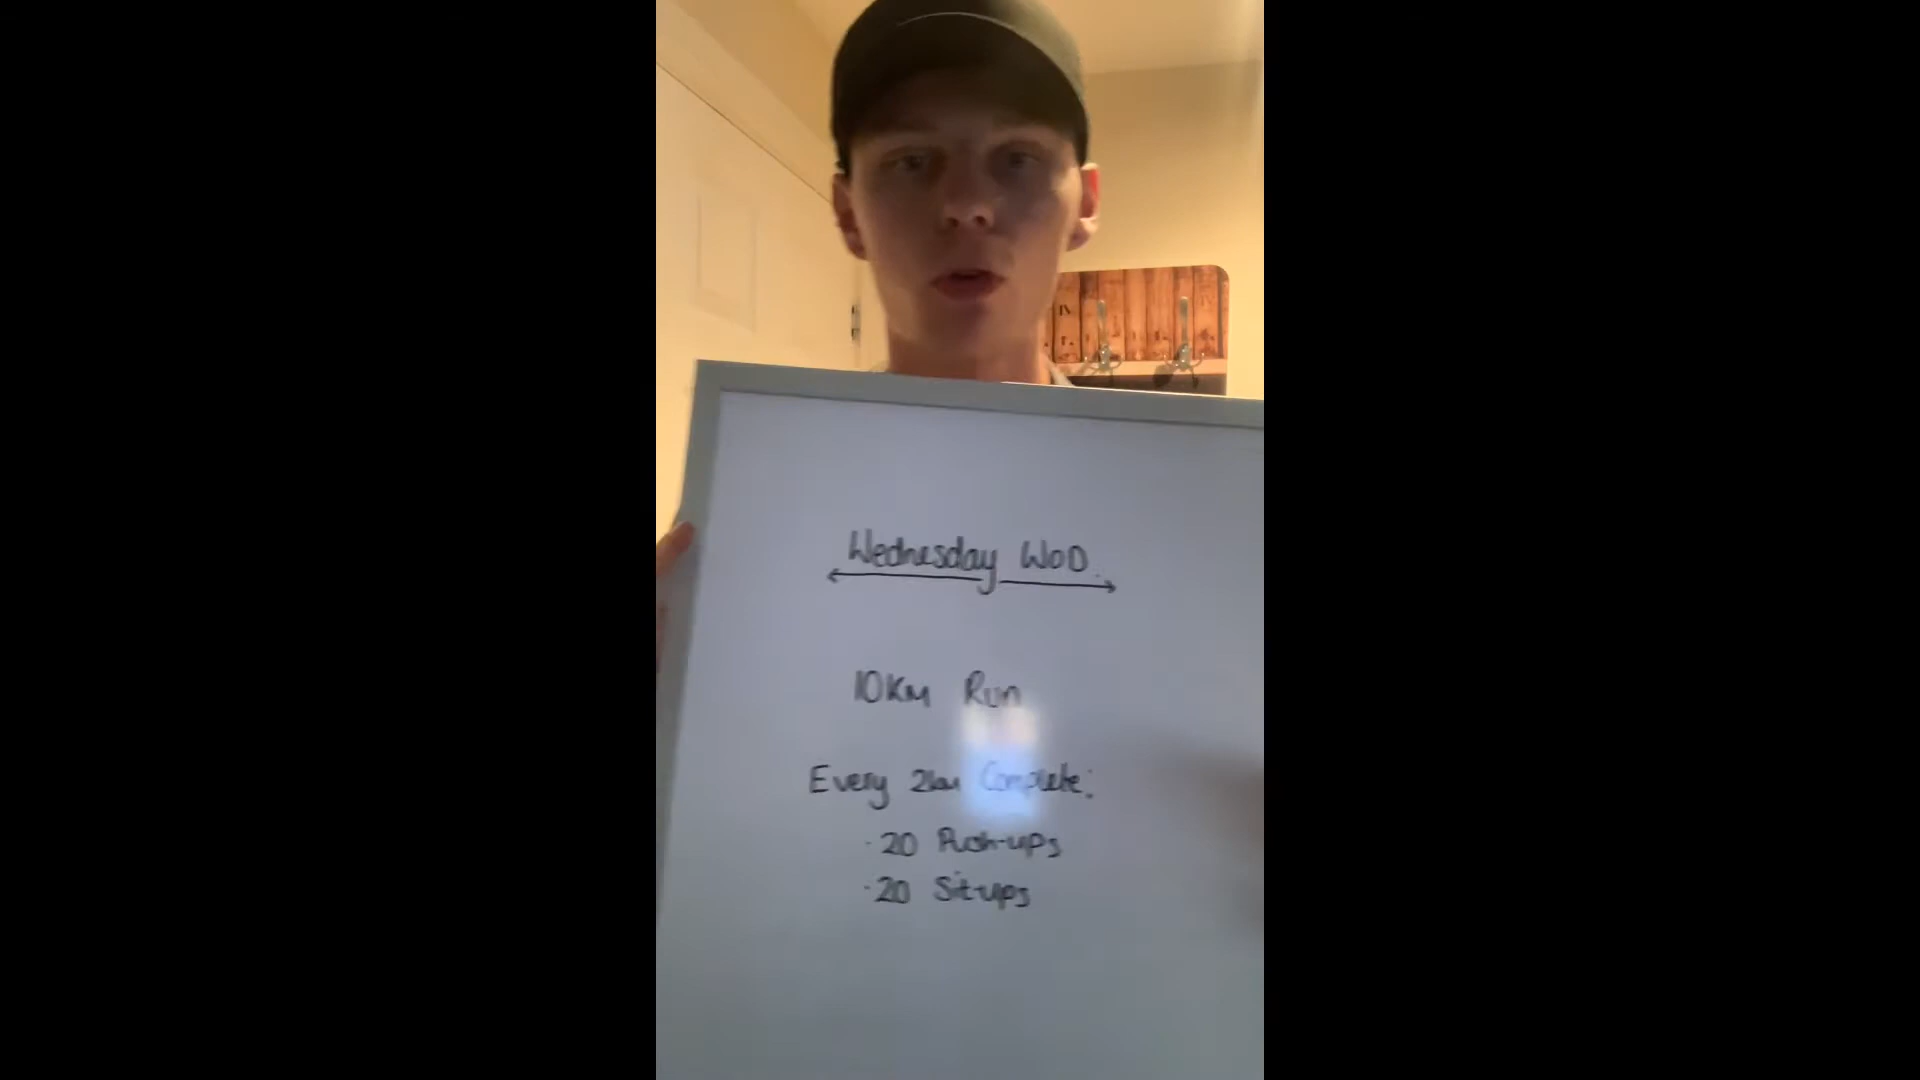 Wednesday WOD.
10KM Run
Every 2km Complete:
· 20 Push-ups
· 20 Sit-ups